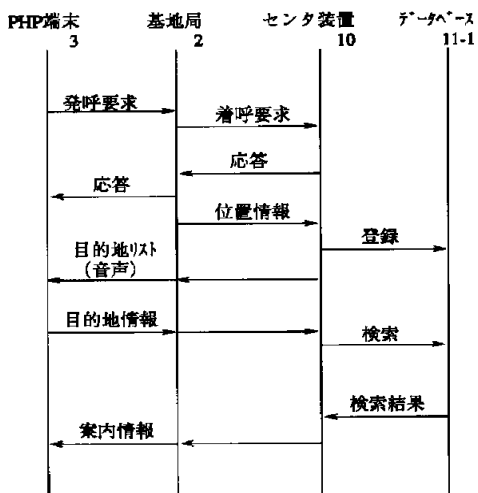 PHP端末 基地局 センタ装置 データベース
3 2 10 11-1
発呼要求
着呼要求
応答
応答
位置情報
登録
目的地リスト
(音声)
目的地情報
検索
検索結果
案内情報